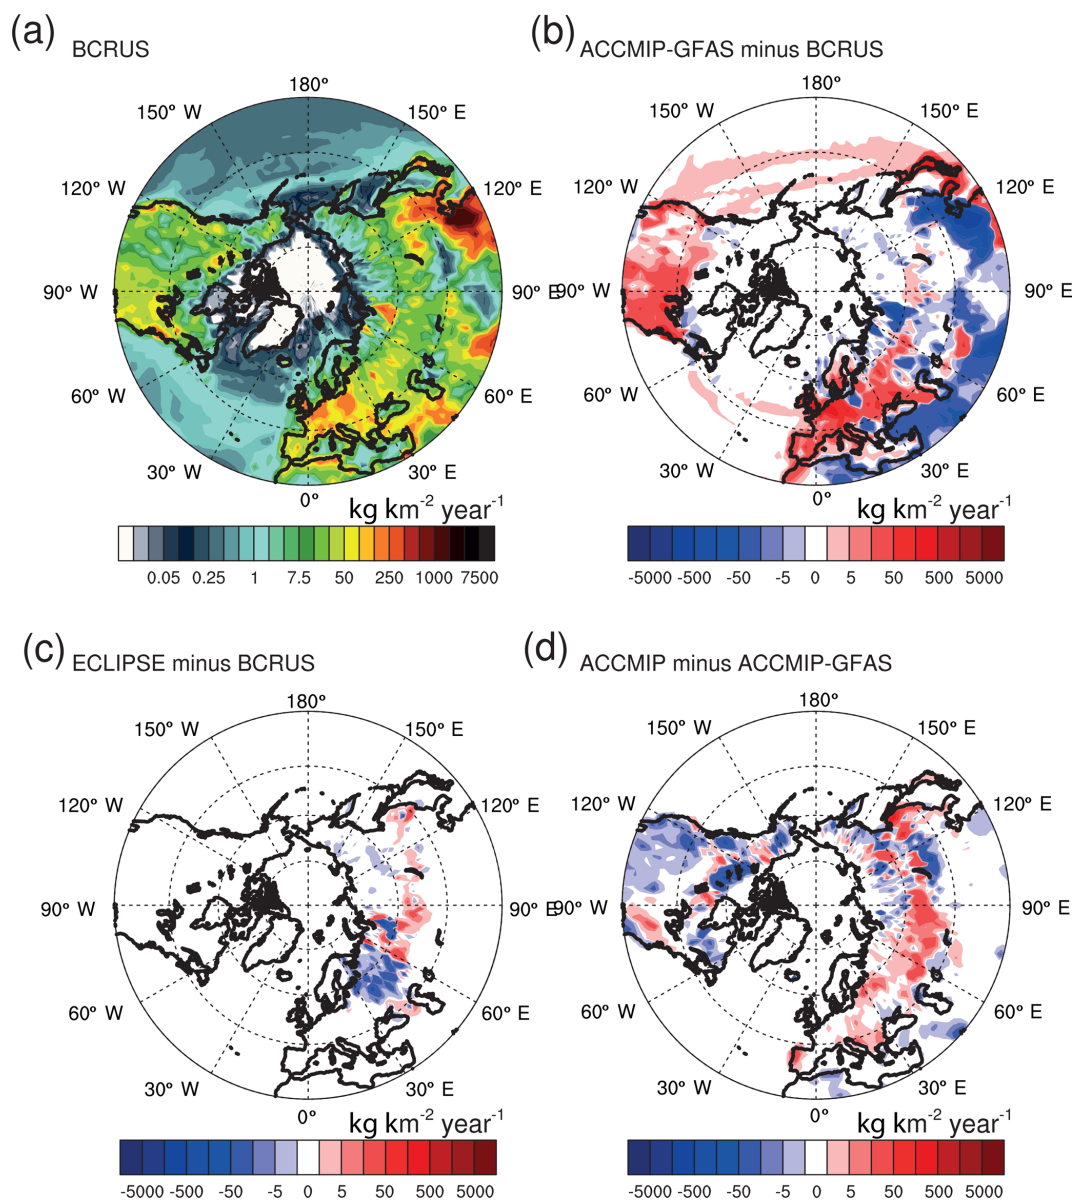 (a) BCRUS
180°
150° W
150° E
120° W
120° E
90° W
90° E
60° W
60° E
30° W
30° E
0°
kg km-2 year-1
0.05 0.25 1 7.5 50 250 1000 7500
(b) ACCMIP-GFAS minus BCRUS
180°
150° W
150° E
120° W
120° E
90° W
90° E
60° W
60° E
30° W
30° E
0°
kg km-2 year-1
-5000 -500 -50 -5 0 5 50 500 5000
(c) ECLIPSE minus BCRUS
180°
150° W
150° E
120° W
120° E
90° W
90° E
60° W
60° E
30° W
30° E
0°
kg km-2 year-1
-5000 -500 -50 -5 0 5 50 500 5000
(d) ACCMIP minus ACCMIP-GFAS
180°
150° W
150° E
120° W
120° E
90° W
90° E
60° W
60° E
30° W
30° E
0°
kg km-2 year-1
-5000 -500 -50 -5 0 5 50 500 5000